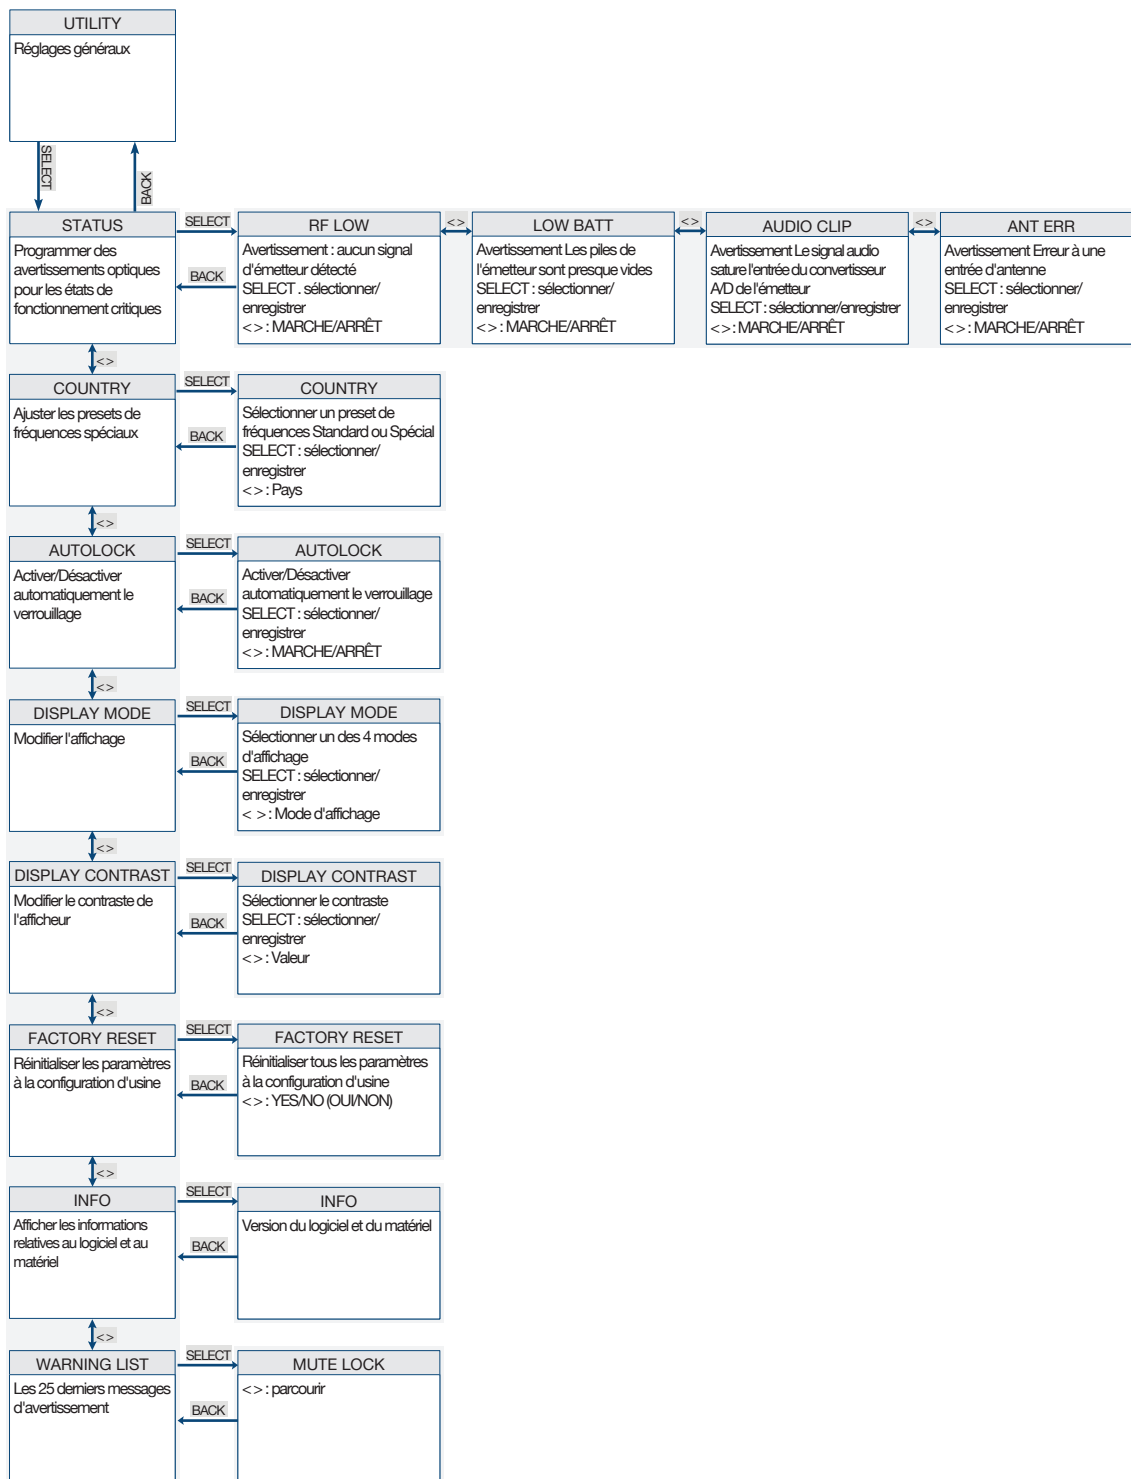 UTILITY
Réglages généraux
SELECT
BACK
STATUS
Programmer des
avertissements optiques
pour les états de
fonctionnement critiques
SELECT
BACK
RF LOW
Avertissement : aucun signal
d'émetteur détecté
SELECT . sélectionner/
enregistrer
<>: MARCHE/ARRÊT
<>
LOW BATT
Avertissement Les piles de
l'émetteur sont presque vides
SELECT : sélectionner/
enregistrer
<>: MARCHE/ARRÊT
<>
AUDIO CLIP
Avertissement Le signal audio
sature l'entrée du convertisseur
A/D de l'émetteur
SELECT : sélectionner/enregistrer
<>: MARCHE/ARRÊT
<>
ANT ERR
Avertissement Erreur à une
entrée d'antenne
SELECT : sélectionner/
enregistrer
<>: MARCHE/ARRÊT
<>
COUNTRY
Ajuster les presets de
fréquences spéciaux
SELECT
BACK
COUNTRY
Sélectionner un preset de
fréquences Standard ou Spécial
SELECT : sélectionner/
enregistrer
<>: Pays
<>
AUTOLOCK
Activer/Désactiver
automatiquement le
verrouillage
SELECT
BACK
AUTOLOCK
Activer/Désactiver
automatiquement le verrouillage
SELECT : sélectionner/
enregistrer
<>: MARCHE/ARRÊT
<>
DISPLAY MODE
Modifier l'affichage
SELECT
BACK
DISPLAY MODE
Sélectionner un des 4 modes
d'affichage
SELECT : sélectionner/
enregistrer
< >: Mode d'affichage
<>
DISPLAY CONTRAST
Modifier le contraste de
l'afficheur
SELECT
BACK
DISPLAY CONTRAST
Sélectionner le contraste
SELECT : sélectionner/
enregistrer
<>: Valeur
<>
FACTORY RESET
Réinitialiser les paramètres
à la configuration d'usine
SELECT
BACK
FACTORY RESET
Réinitialiser tous les paramètres
à la configuration d'usine
<>: YES/NO (OUI/NON)
<>
INFO
Afficher les informations
relatives au logiciel et au
matériel
SELECT
BACK
INFO
Version du logiciel et du matériel
<>
WARNING LIST
Les 25 derniers messages
d'avertissement
SELECT
BACK
MUTE LOCK
<>: parcourir